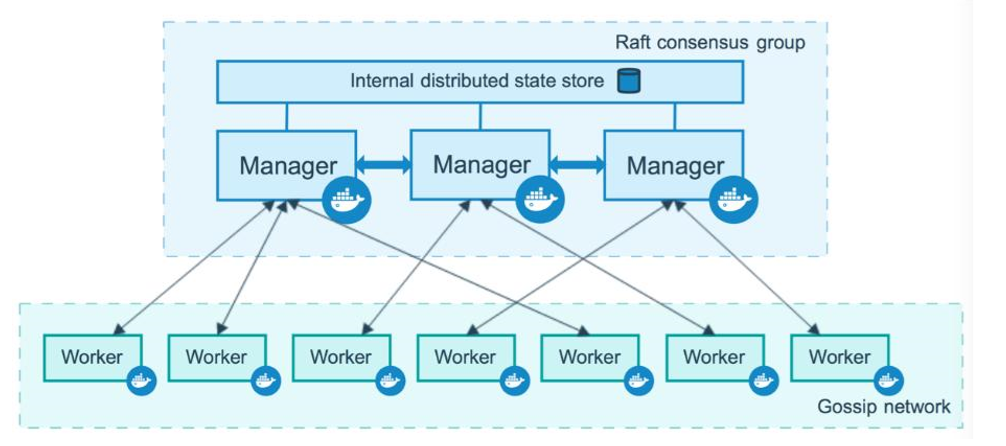 Raft consensus group
Internal distributed state store
Manager
Manager
Manager
Worker
Worker
Worker
Worker
Worker
Worker
Worker
Gossip network